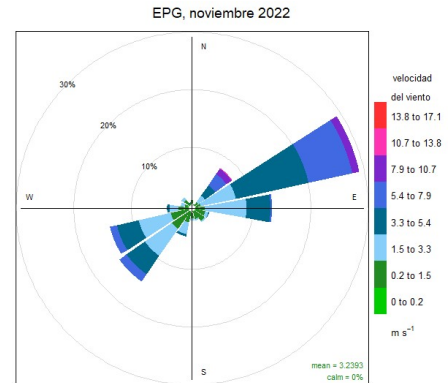 EPG, noviembre 2022
N
30%
20%
10%
W
E
S
velocidad
del viento
13.8 to 17.1
10.7 to 13.8
7.9 to 10.7
5.4 to 7.9
3.3 to 5.4
1.5 to 3.3
0.2 to 1.5
0 to 0.2
m s⁻¹
mean = 3.2393
calm = 0%